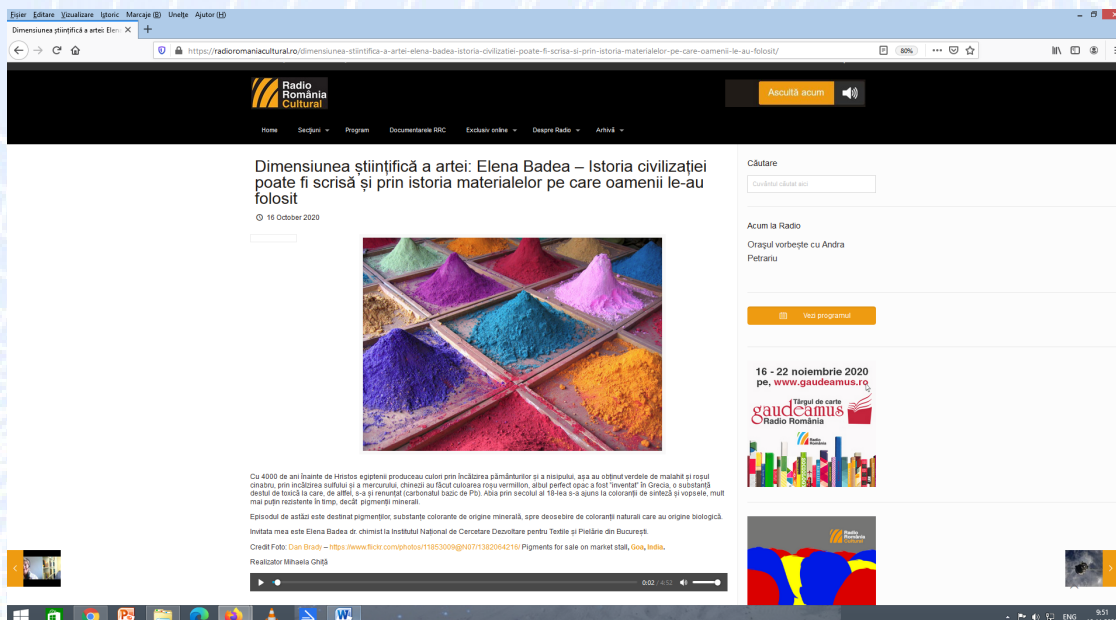 Fișier Editare Vizualizare Istoric Marcaje (B) Unelte Ajutor (H)
Dimensiunea științifică a artei: Elen
https://radioromaniacultural.ro/dimensiunea-stiintifica-a-artei-elena-badea-istoria-civilizatiei-poate-fi-scrisa-si-prin-istoria-materialelor-pe-care-oamenii-le-au-folosit/
80%
Radio
România
Cultural
Ascultă acum
Home Secțiuni Program Documentarele RRC Exclusiv online Despre Radio Arhivă
Dimensiunea științifică a artei: Elena Badea – Istoria civilizației
poate fi scrisă și prin istoria materialelor pe care oamenii le-au
folosit
16 October 2020
Căutare
Cuvântul căutat aici
Acum la Radio
Orașul vorbește cu Andra
Petrariu
Vezi programul
16 - 22 noiembrie 2020
pe, www.gaudeamus.ro
Târgul de carte
gaudeamus
Radio România
Radio
România
Cu 4000 de ani înainte de Hristos egiptenii produceau culori prin încălzirea pământurilor și a nisipului, așa au obținut verdele de malahit și roșul
cinabru, prin încălzirea sulfului și a mercurului, chinezii au făcut culoarea roșu vermillon, albul perfect opac a fost "inventat" în Grecia, o substanță
destul de toxică la care, de altfel, s-a și renunțat (carbonatul bazic de Pb). Abia prin secolul al 18-lea s-a ajuns la coloranții de sinteză și vopsele, mult
mai puțin rezistente în timp, decât pigmenții minerali.
Episodul de astăzi este destinat pigmenților, substanțe colorante de origine minerală, spre deosebire de coloranții naturali care au origine biologică.
Invitata mea este Elena Badea dr. chimist la Institutul Național de Cercetare Dezvoltare pentru Textile și Pielărie din București.
Credit Foto: Dan Brady – https://www.flickr.com/photos/11853009@N07/1382064216/ Pigments for sale on market stall, Goa, India.
Realizator Mihaela Ghiță
0:02 / 4:52
Radio
România
Cultural
ENG
9:51